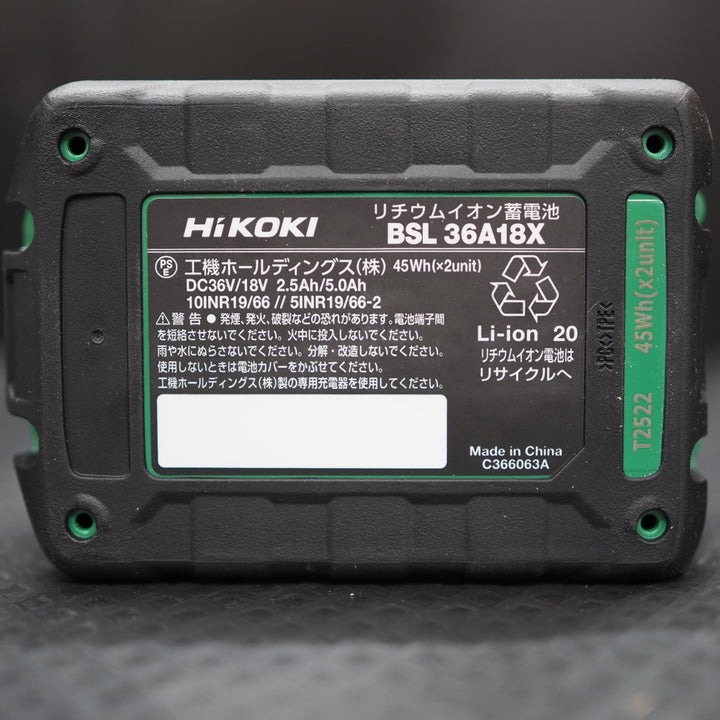 HiKOKI
リチウムイオン蓄電池
BSL 36A18X
PSE 工機ホールディングス(株) 45Wh(×2unit)
DC36V/18V 2.5Ah/5.0Ah
10INR19/66 // 5INR19/66-2
⚠警告 ● 発煙、発火、破裂などの恐れがあります。電池端子間
を短絡させないでください。火中に投入しないでください。
雨や水にぬらさないでください。分解・改造しないでください。
使用しないときは電池カバーをかぶせてください。
工機ホールディングス(株)製の専用充電器を使用してください。
Li-ion 20
リチウムイオン電池は
リサイクルへ
Made in China
C366063A
>PC+TPE<
T2522 45Wh(x2unit)